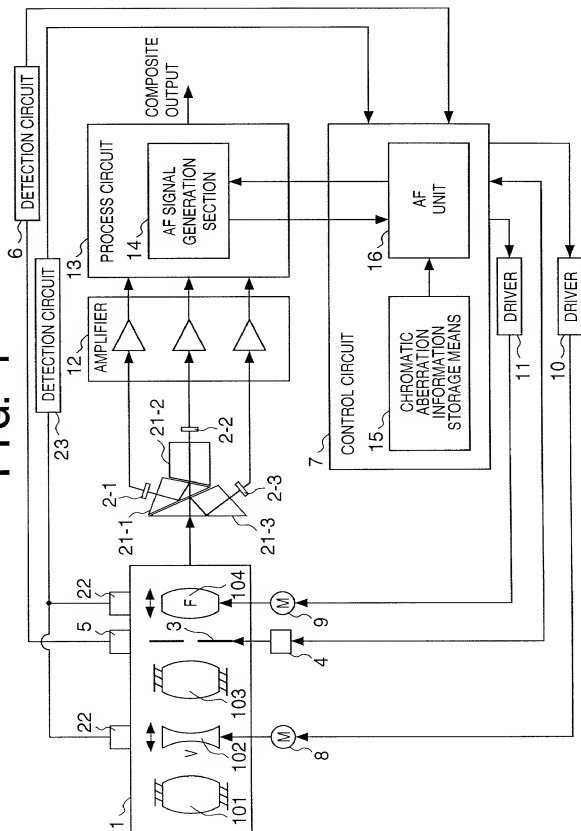 6
DETECTION CIRCUIT
DETECTION CIRCUIT
23
COMPOSITE
OUTPUT
13
PROCESS CIRCUIT
14
AF SIGNAL
GENERATION
SECTION
12
AMPLIFIER
21-2
2-2
2-1
21-1
2-3
21-3
7
CONTROL CIRCUIT
16
AF
UNIT
15
CHROMATIC
ABERRATION
INFORMATION
STORAGE MEANS
DRIVER
11
DRIVER
10
1
22
5
22
F
104
3
M
9
4
103
V
102
M
8
101